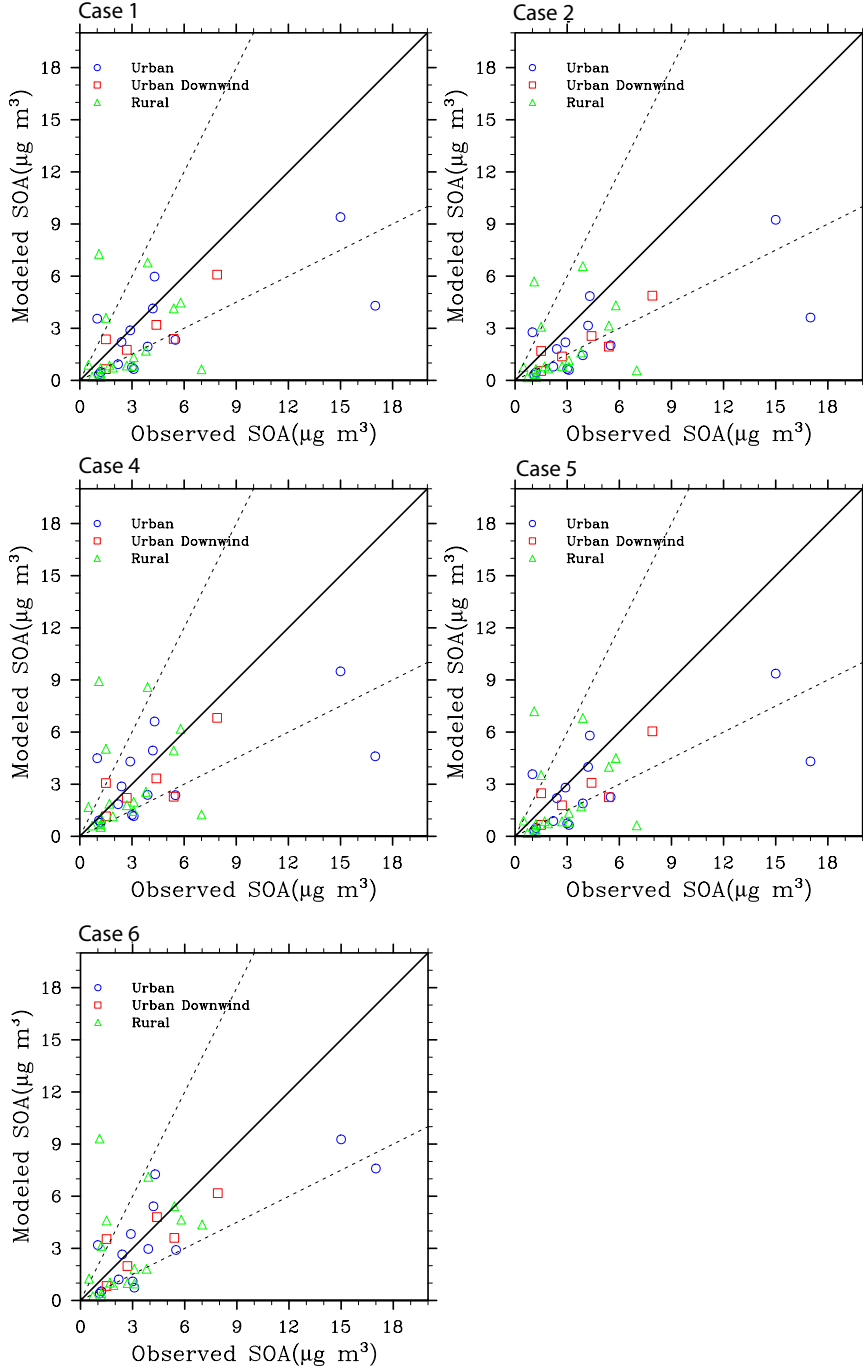 Case 1
Urban
Urban Downwind
Rural
18
15
12
9
6
3
0
Modeled SOA(μg m³)
0 3 6 9 12 15 18
Observed SOA(μg m³)
Case 2
Urban
Urban Downwind
Rural
18
15
12
9
6
3
0
Modeled SOA(μg m³)
0 3 6 9 12 15 18
Observed SOA(μg m³)
Case 4
Urban
Urban Downwind
Rural
18
15
12
9
6
3
0
Modeled SOA(μg m³)
0 3 6 9 12 15 18
Observed SOA(μg m³)
Case 5
Urban
Urban Downwind
Rural
18
15
12
9
6
3
0
Modeled SOA(μg m³)
0 3 6 9 12 15 18
Observed SOA(μg m³)
Case 6
Urban
Urban Downwind
Rural
18
15
12
9
6
3
0
Modeled SOA(μg m³)
0 3 6 9 12 15 18
Observed SOA(μg m³)